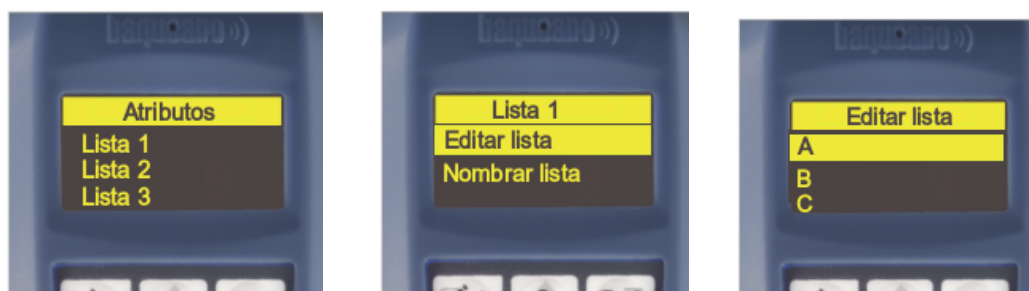 baqueano
Atributos
Lista 1
Lista 2
Lista 3
baqueano
Lista 1
Editar lista
Nombrar lista
baqueano
Editar lista
A
B
C